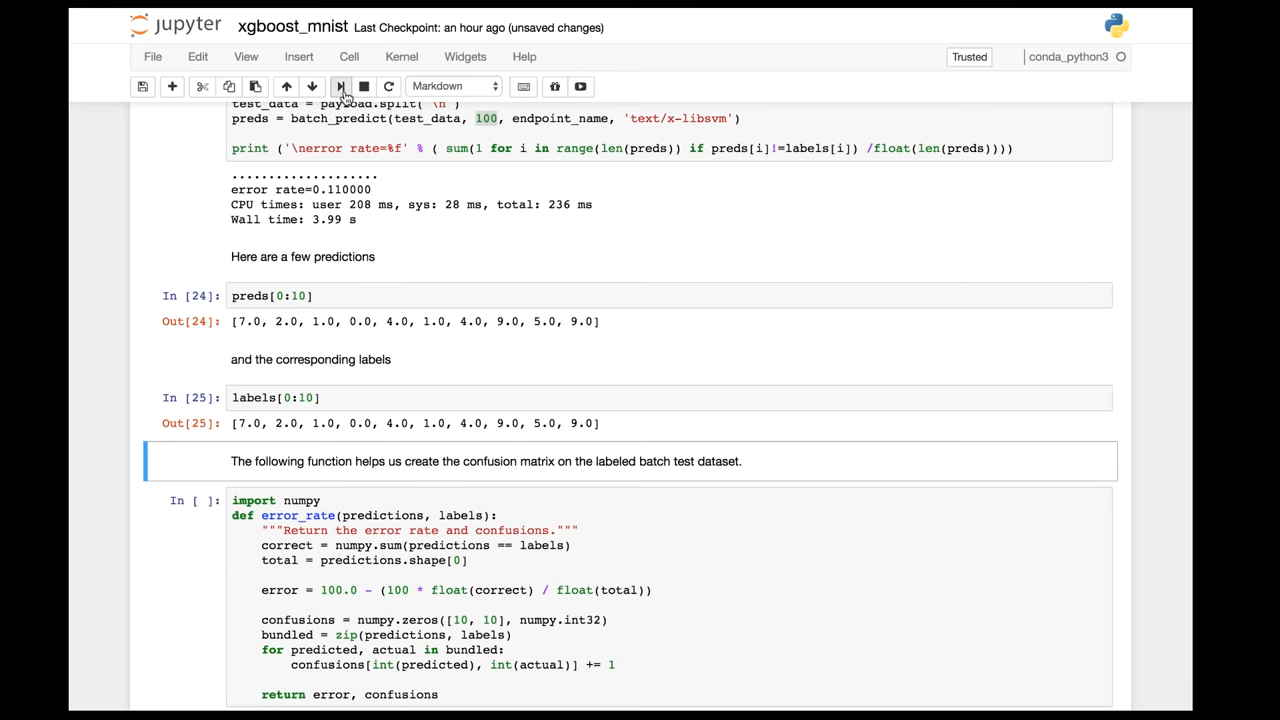 jupyter xgboost_mnist Last Checkpoint: an hour ago (unsaved changes)
File Edit View Insert Cell Kernel Widgets Help Trusted conda_python3
Markdown
test_data = payload.split('\n')
preds = batch_predict(test_data, 100, endpoint_name, 'text/x-libsvm')
print ('\nerror rate=%f' % ( sum(1 for i in range(len(preds)) if preds[i]!=labels[i]) /float(len(preds))))
....................
error rate=0.110000
CPU times: user 208 ms, sys: 28 ms, total: 236 ms
Wall time: 3.99 s
Here are a few predictions
In [24]: preds[0:10]
Out[24]: [7.0, 2.0, 1.0, 0.0, 4.0, 1.0, 4.0, 9.0, 5.0, 9.0]
and the corresponding labels
In [25]: labels[0:10]
Out[25]: [7.0, 2.0, 1.0, 0.0, 4.0, 1.0, 4.0, 9.0, 5.0, 9.0]
The following function helps us create the confusion matrix on the labeled batch test dataset.
In [ ]: import numpy
def error_rate(predictions, labels):
"""Return the error rate and confusions."""
correct = numpy.sum(predictions == labels)
total = predictions.shape[0]
error = 100.0 - (100 * float(correct) / float(total))
confusions = numpy.zeros([10, 10], numpy.int32)
bundled = zip(predictions, labels)
for predicted, actual in bundled:
confusions[int(predicted), int(actual)] += 1
return error, confusions